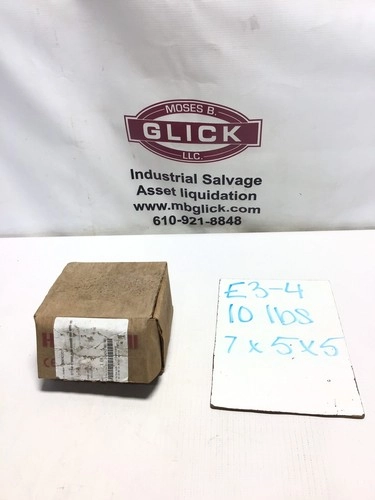 MOSES B.
GLICK
LLC.
Industrial Salvage
Asset liquidation
www.mbglick.com
610-921-8848
E3-4
10 lbs
7 x 5 x 5
H
CE